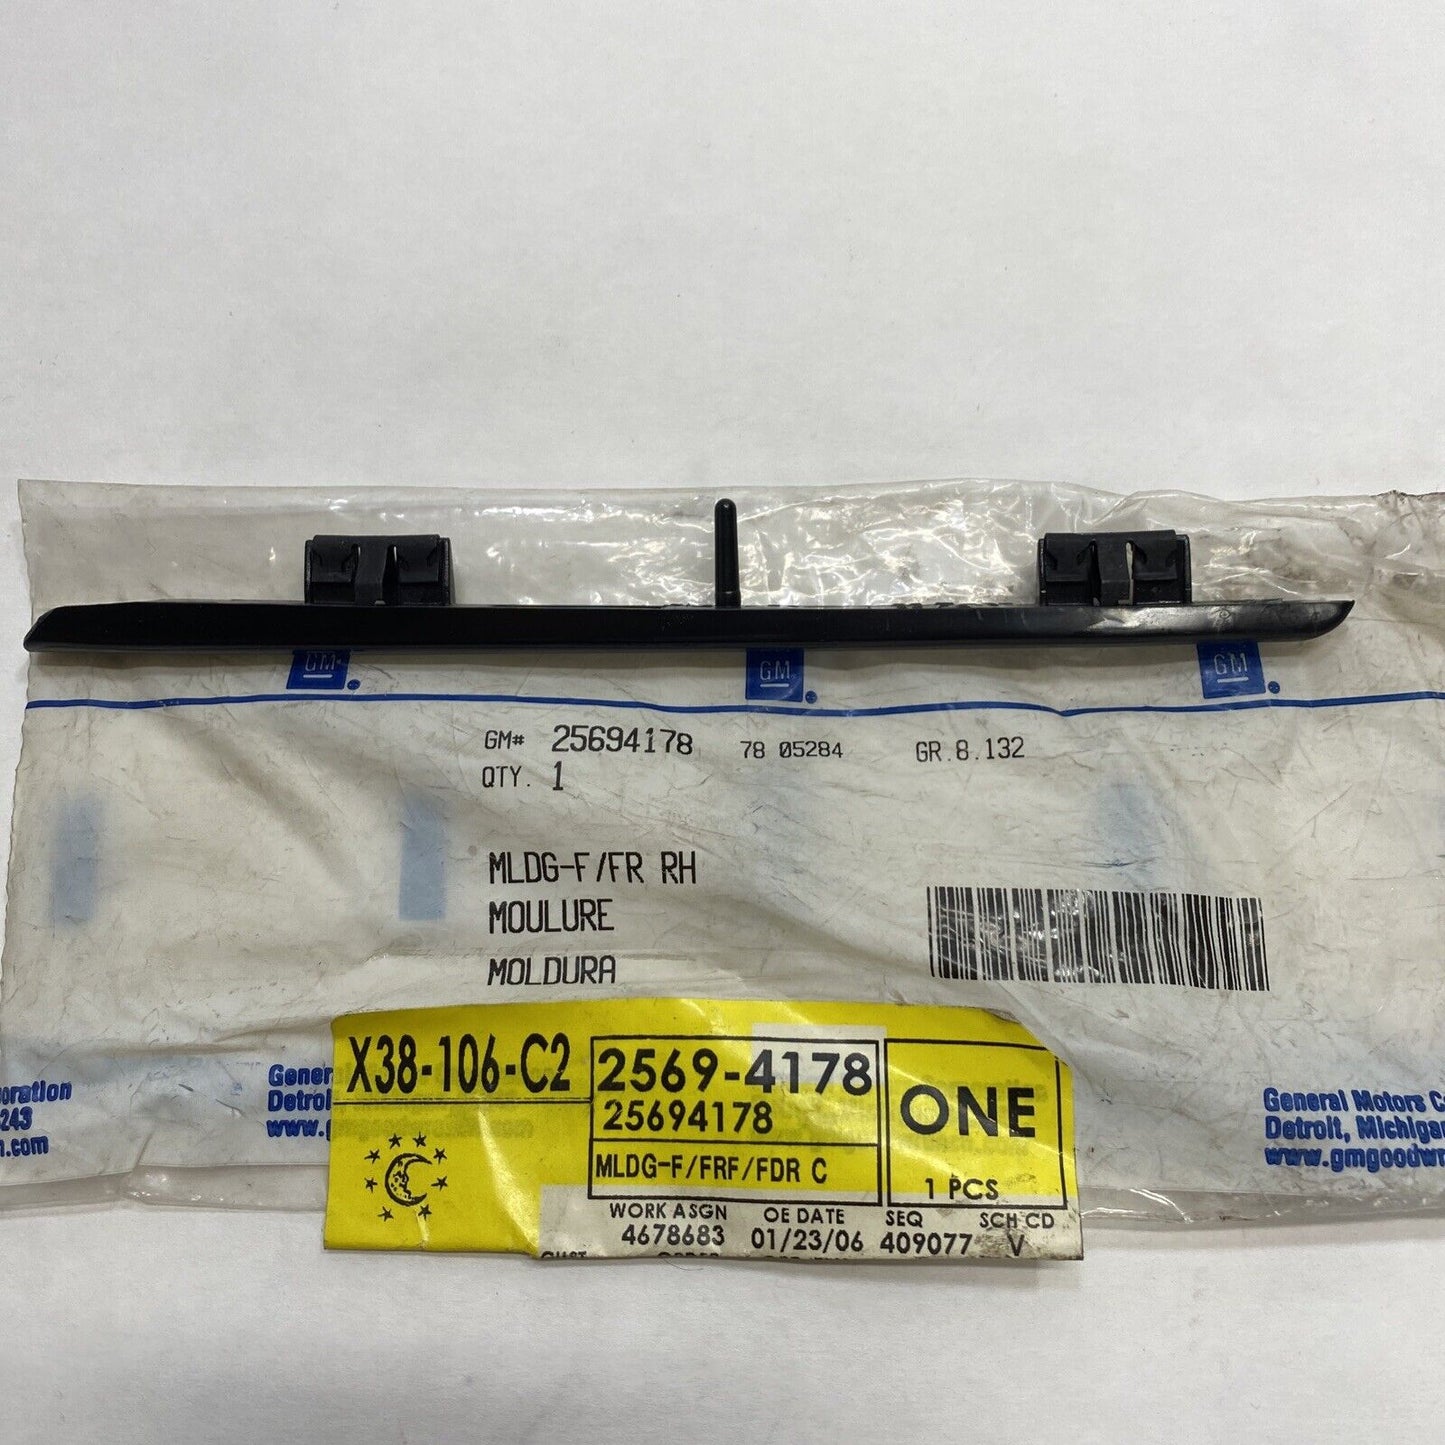 GM
GM
GM
GM# 25694178 78 05284 GR.8.132
QTY. 1
MLDG-F/FR RH
MOULURE
MOLDURA
X38-106-C2
2569-4178
25694178
MLDG-F/FRF/FDR C
ONE
1 PCS
WORK ASGN OE DATE SEQ SCH CD
4678683 01/23/06 409077 V
243
General Motors
Detroit, Michigan